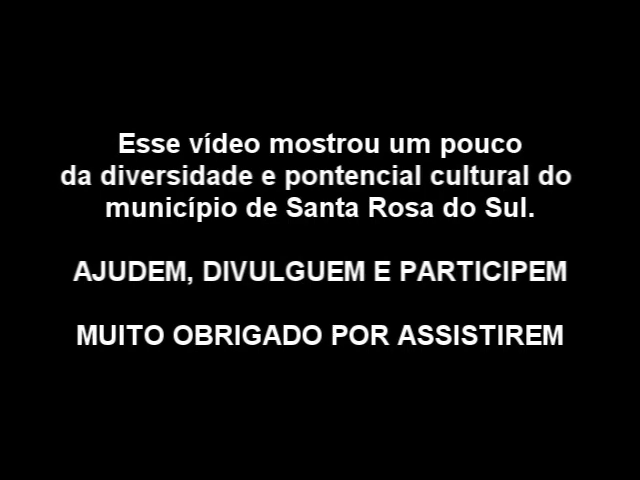 Esse vídeo mostrou um pouco
da diversidade e pontencial cultural do
município de Santa Rosa do Sul.
AJUDEM, DIVULGUEM E PARTICIPEM
MUITO OBRIGADO POR ASSISTIREM